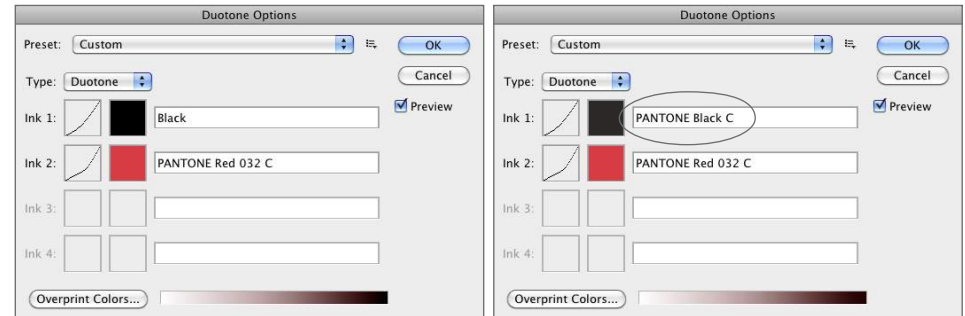 Duotone Options
Preset: Custom
OK
Type: Duotone
Cancel
Preview
Ink 1: Black
Ink 2: PANTONE Red 032 C
Ink 3:
Ink 4:
Overprint Colors...
Duotone Options
Preset: Custom
OK
Type: Duotone
Cancel
Preview
Ink 1: PANTONE Black C
Ink 2: PANTONE Red 032 C
Ink 3:
Ink 4:
Overprint Colors...